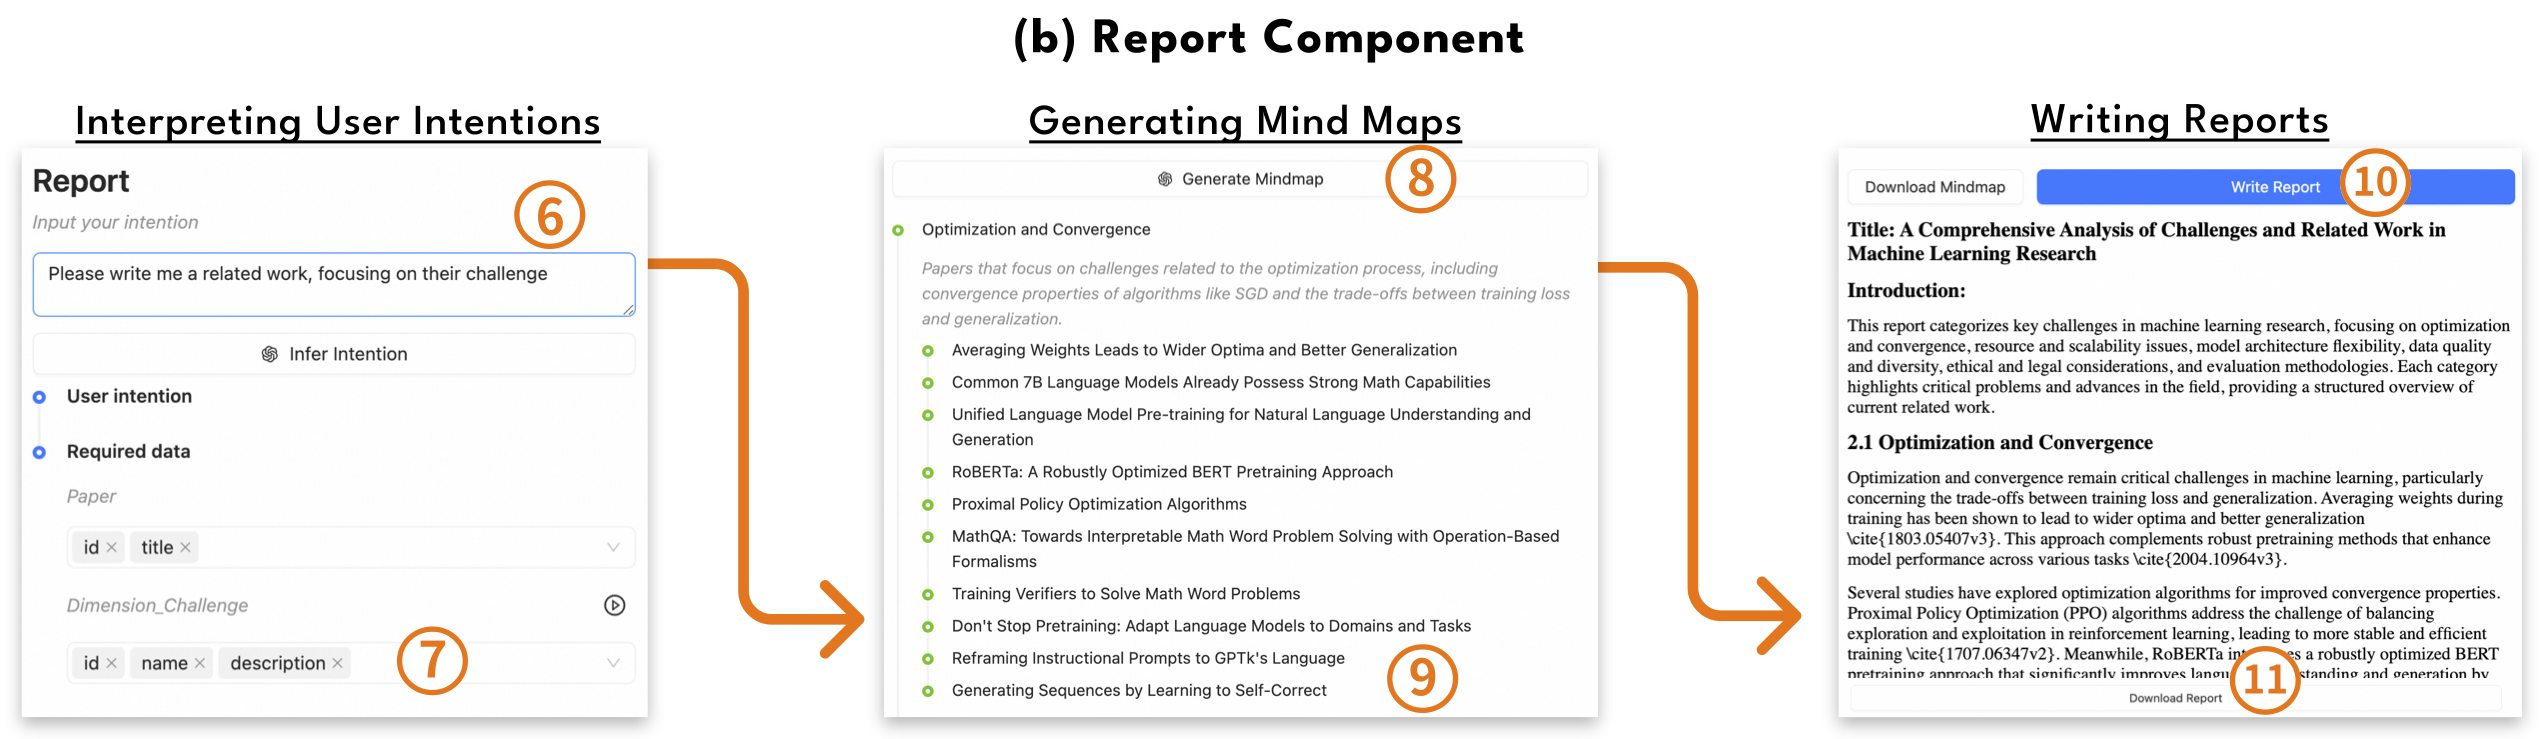 (b) Report Component
Interpreting User Intentions
Report
6
Input your intention
Please write me a related work, focusing on their challenge
Infer Intention
User intention
Required data
Paper
id × title ×
Dimension_Challenge
7
id × name × description ×
Generating Mind Maps
Generate Mindmap
8
Optimization and Convergence
Papers that focus on challenges related to the optimization process, including
convergence properties of algorithms like SGD and the trade-offs between training loss
and generalization.
Averaging Weights Leads to Wider Optima and Better Generalization
Common 7B Language Models Already Possess Strong Math Capabilities
Unified Language Model Pre-training for Natural Language Understanding and
Generation
RoBERTa: A Robustly Optimized BERT Pretraining Approach
Proximal Policy Optimization Algorithms
MathQA: Towards Interpretable Math Word Problem Solving with Operation-Based
Formalisms
Training Verifiers to Solve Math Word Problems
Don't Stop Pretraining: Adapt Language Models to Domains and Tasks
Reframing Instructional Prompts to GPTk's Language
9
Generating Sequences by Learning to Self-Correct
Writing Reports
Download Mindmap
Write Report
10
Title: A Comprehensive Analysis of Challenges and Related Work in
Machine Learning Research
Introduction:
This report categorizes key challenges in machine learning research, focusing on optimization
and convergence, resource and scalability issues, model architecture flexibility, data quality
and diversity, ethical and legal considerations, and evaluation methodologies. Each category
highlights critical problems and advances in the field, providing a structured overview of
current related work.
2.1 Optimization and Convergence
Optimization and convergence remain critical challenges in machine learning, particularly
concerning the trade-offs between training loss and generalization. Averaging weights during
training has been shown to lead to wider optima and better generalization
\cite{1803.05407v3}. This approach complements robust pretraining methods that enhance
model performance across various tasks \cite{2004.10964v3}.
Several studies have explored optimization algorithms for improved convergence properties.
Proximal Policy Optimization (PPO) algorithms address the challenge of balancing
exploration and exploitation in reinforcement learning, leading to more stable and efficient
training \cite{1707.06347v2}. Meanwhile, RoBERTa a robustly optimized BERT
pretraining approach that significantly improves and generation by
11
Download Report